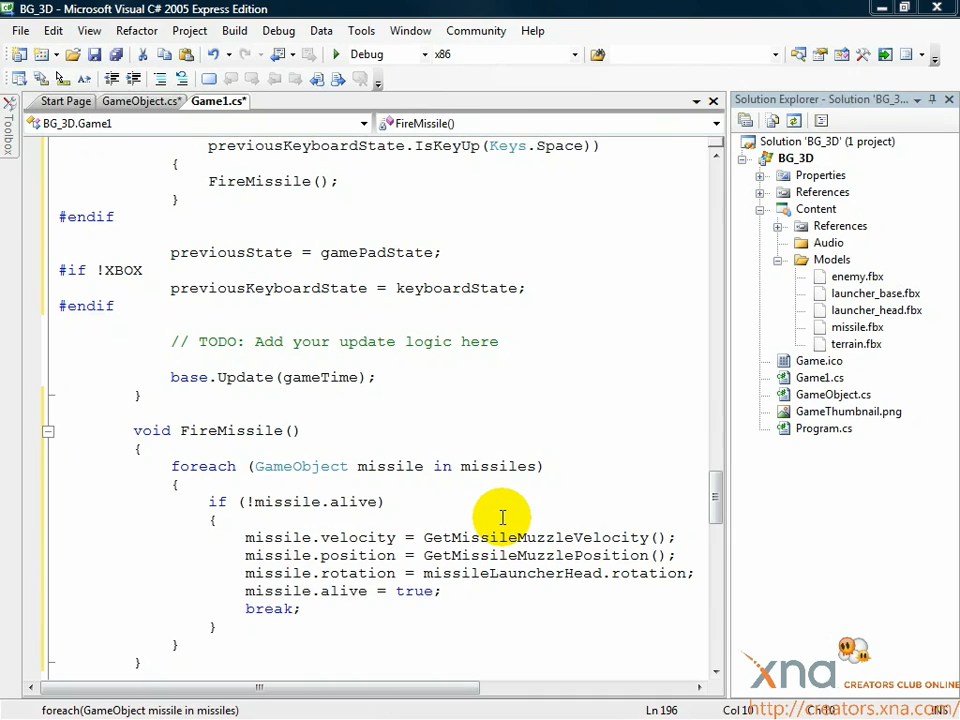 BG_3D - Microsoft Visual C# 2005 Express Edition
File Edit View Refactor Project Build Debug Data Tools Window Community Help
Debug x86
Start Page GameObject.cs* Game1.cs*
BG_3D.Game1 FireMissile()
Toolbox
previousKeyboardState.IsKeyUp(Keys.Space))
{
FireMissile();
}
#endif
previousState = gamePadState;
#if !XBOX
previousKeyboardState = keyboardState;
#endif
// TODO: Add your update logic here
base.Update(gameTime);
}
void FireMissile()
{
foreach (GameObject missile in missiles)
{
if (!missile.alive)
{
missile.velocity = GetMissileMuzzleVelocity();
missile.position = GetMissileMuzzlePosition();
missile.rotation = missileLauncherHead.rotation;
missile.alive = true;
break;
}
}
}
Solution Explorer - Solution 'BG_3...
Solution 'BG_3D' (1 project)
BG_3D
Properties
References
Content
References
Audio
Models
enemy.fbx
launcher_base.fbx
launcher_head.fbx
missile.fbx
terrain.fbx
Game.ico
Game1.cs
GameObject.cs
GameThumbnail.png
Program.cs
xna CREATORS CLUB ONLINE
http://creators.xna.com/
foreach(GameObject missile in missiles) Ln 196 Col 10